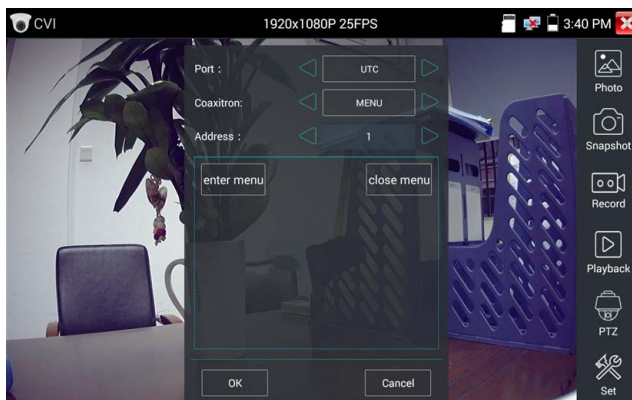 CVI 1920x1080P 25FPS 3:40 PM
Port : UTC
Coaxitron: MENU
Address : 1
enter menu close menu
OK Cancel
Photo
Snapshot
Record
Playback
PTZ
Set